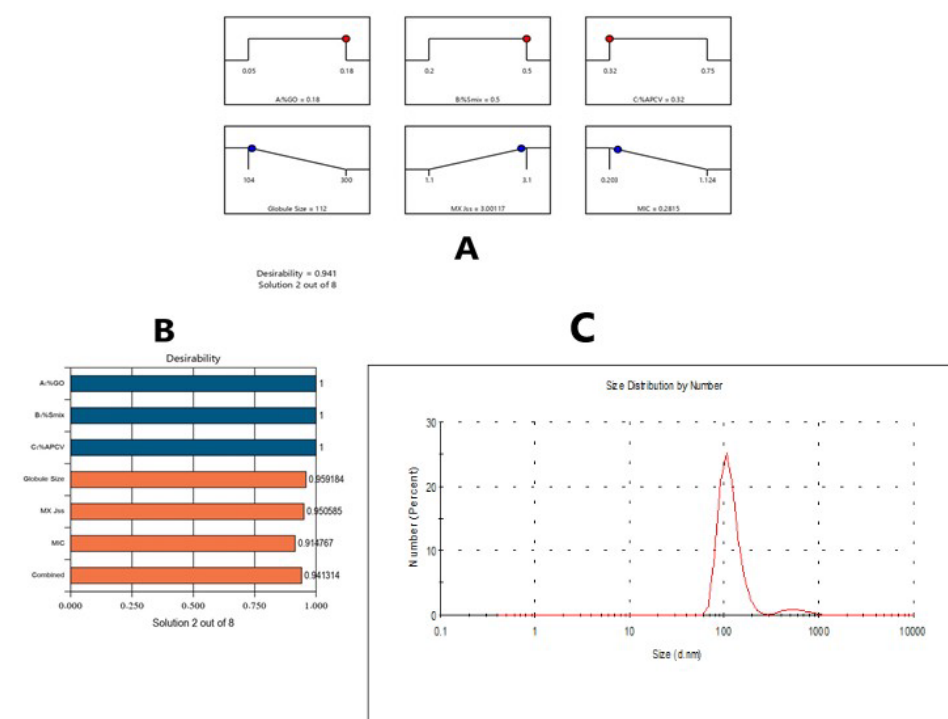 0.05 0.18
A:%GO = 0.18
0.2 0.5
B:%Smix = 0.5
0.32 0.75
C:%APCV = 0.32
104 300
Globule Size = 112
1.1 3.1
MX Jss = 3.00117
0.203 1.124
MIC = 0.2815
A
Desirability = 0.941
Solution 2 out of 8
B
Desirability
A:%GO 1
B:%Smix 1
C:%APCV 1
Globule Size 0.959184
MX Jss 0.950585
MIC 0.914767
Combined 0.941314
0.000 0.250 0.500 0.750 1.000
Solution 2 out of 8
C
Size Distribution by Number
Number (Percent)
30
20
10
0
0.1 1 10 100 1000 10000
Size (d.nm)